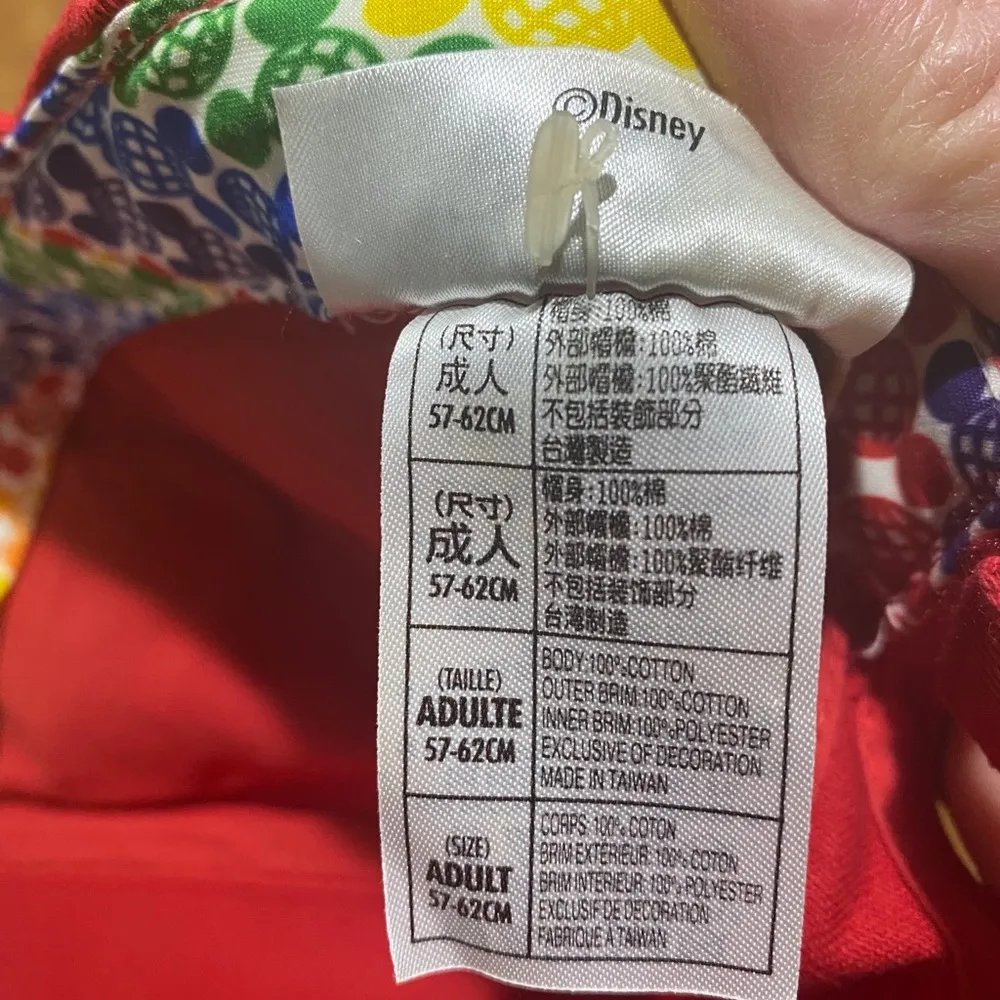 ©Disney
(尺寸)
成人
57-62CM
帽身:100%棉
外部帽檐:100%棉
外部帽檐:100%聚酯纖維
不包括裝飾部分
台灣製造
(尺寸)
成人
57-62CM
帽身:100%棉
外部帽檐:100%棉
外部帽檐:100%聚酯纤维
不包括装饰部分
台湾制造
(TAILLE)
ADULTE
57-62CM
BODY:100%COTTON
OUTER BRIM:100%COTTON
INNER BRIM:100%POLYESTER
EXCLUSIVE OF DECORATION
MADE IN TAIWAN
(SIZE)
ADULT
57-62CM
CORPS:100% COTON
BRIM EXTERIEUR:100% COTON
BRIM INTERIEUR:100% POLYESTER
EXCLUSIF DE DECORATION
FABRIQUE A TAIWAN